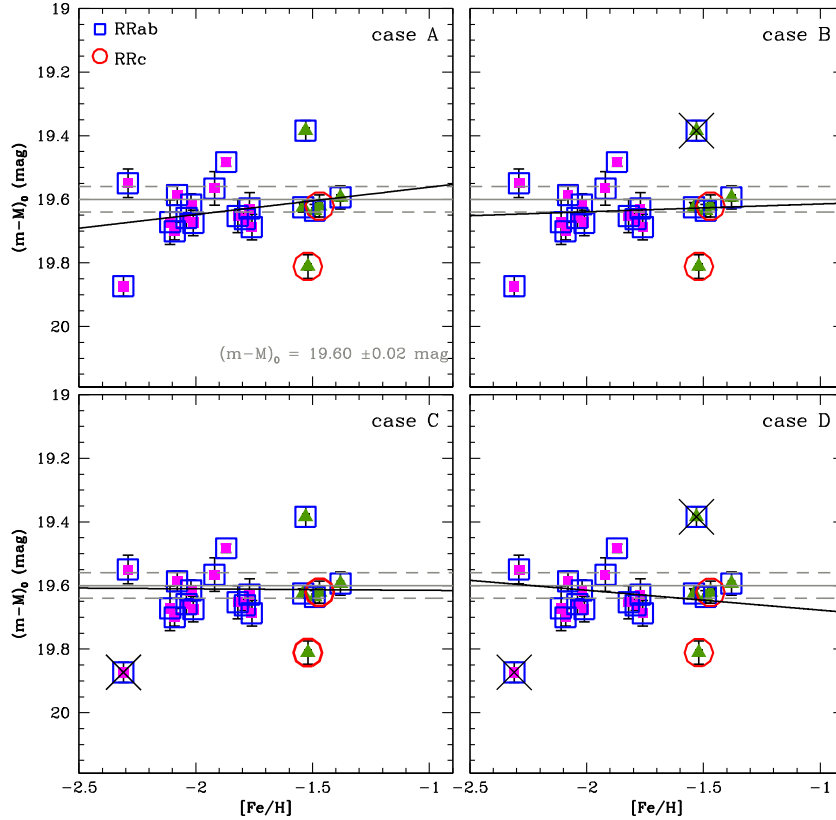 19
19.2
19.4
19.6
19.8
20
(m−M)₀ (mag)
RRab
RRc
case A
(m−M)₀ = 19.60 ±0.02 mag
case B
19
19.2
19.4
19.6
19.8
20
(m−M)₀ (mag)
case C
case D
−2.5
−2
−1.5
−1
[Fe/H]
−2.5
−2
−1.5
−1
[Fe/H]